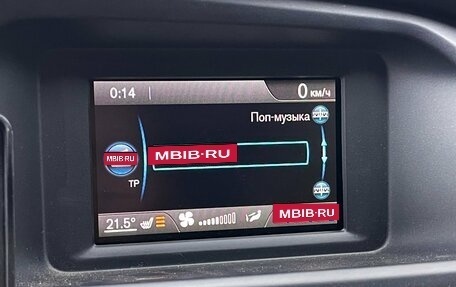 0:14
0 км/ч
Поп-музыка
MBIB RU
MBIB·RU
TP
21.5°
MBIB·RU